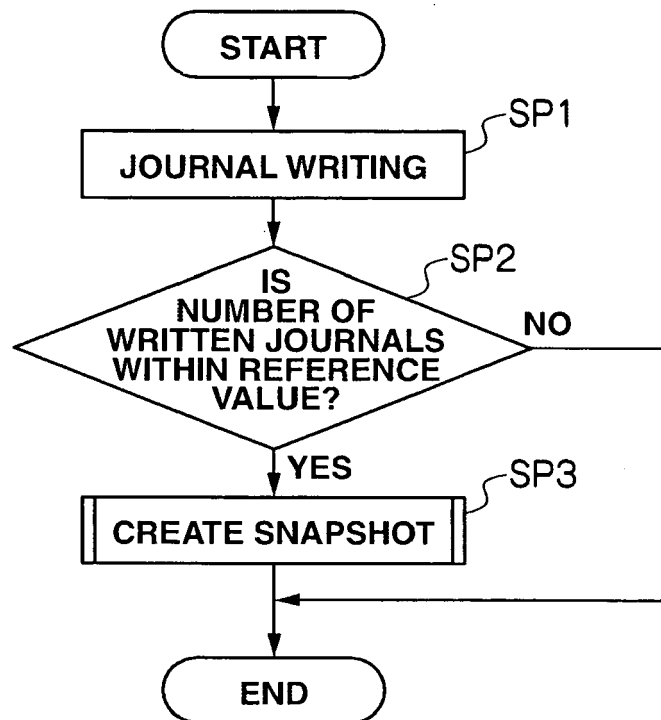 START
SP1
JOURNAL WRITING
SP2
IS
NUMBER OF
WRITTEN JOURNALS
WITHIN REFERENCE
VALUE?
NO
YES
SP3
CREATE SNAPSHOT
END